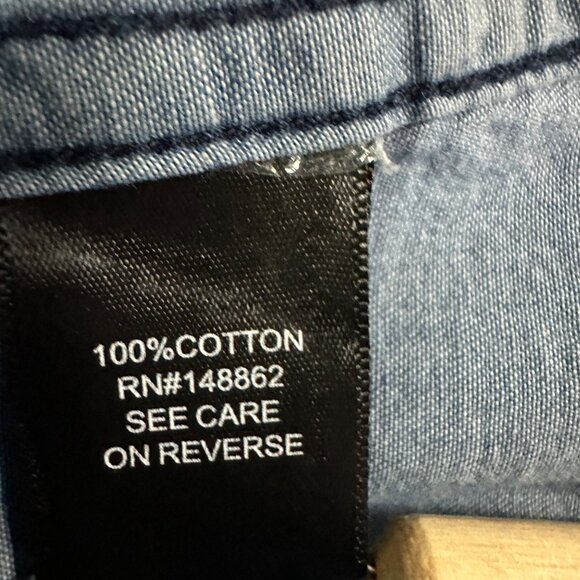 100%COTTON
RN#148862
SEE CARE
ON REVERSE